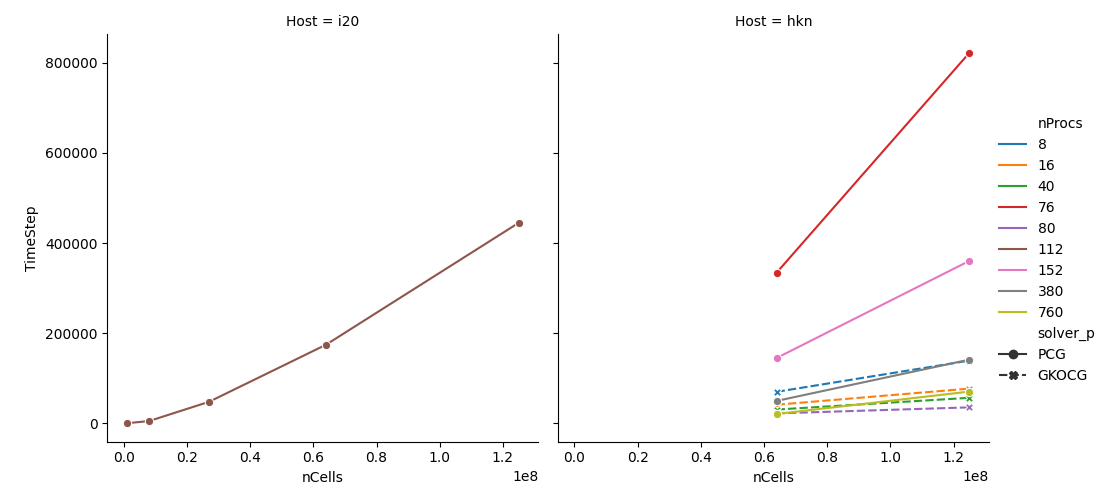 Host = i20
Host = hkn
TimeStep
800000
600000
400000
200000
0
0.0 0.2 0.4 0.6 0.8 1.0 1.2
1e8
nCells
0.0 0.2 0.4 0.6 0.8 1.0 1.2
1e8
nCells
nProcs
8
16
40
76
80
112
152
380
760
solver_p
PCG
GKOCG